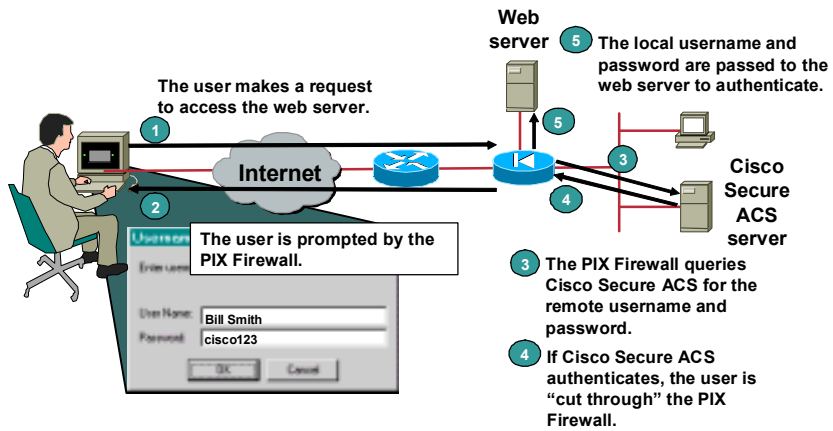 Web
server
5
The local username and
password are passed to the
web server to authenticate.
The user makes a request
to access the web server.
1
5
Internet
3
4
Cisco
Secure
ACS
server
2
Username
The user is prompted by the
PIX Firewall.
Enter user
User Name:
Bill Smith
Password:
cisco123
OK
Cancel
3
The PIX Firewall queries
Cisco Secure ACS for the
remote username and
password.
4
If Cisco Secure ACS
authenticates, the user is
“cut through” the PIX
Firewall.